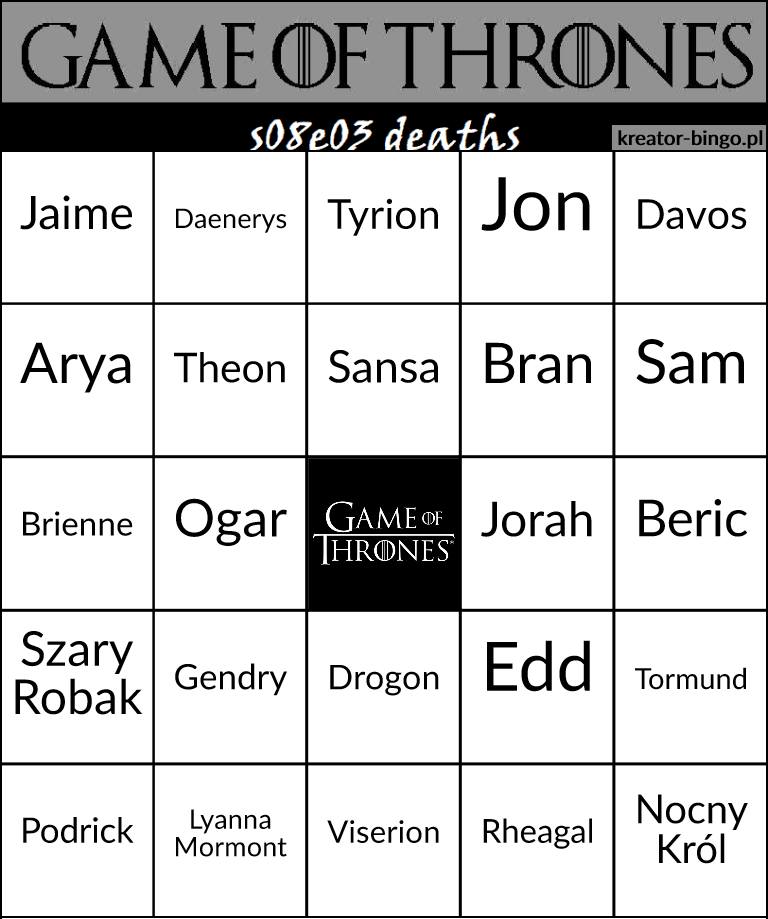 GAME OF THRONES
s08e03 deaths
kreator-bingo.pl
Jaime
Daenerys
Tyrion
Jon
Davos
Arya
Theon
Sansa
Bran
Sam
Brienne
Ogar
GAME OF
THRONES
Jorah
Beric
Szary
Robak
Gendry
Drogon
Edd
Tormund
Podrick
Lyanna
Mormont
Viserion
Rheagal
Nocny
Król